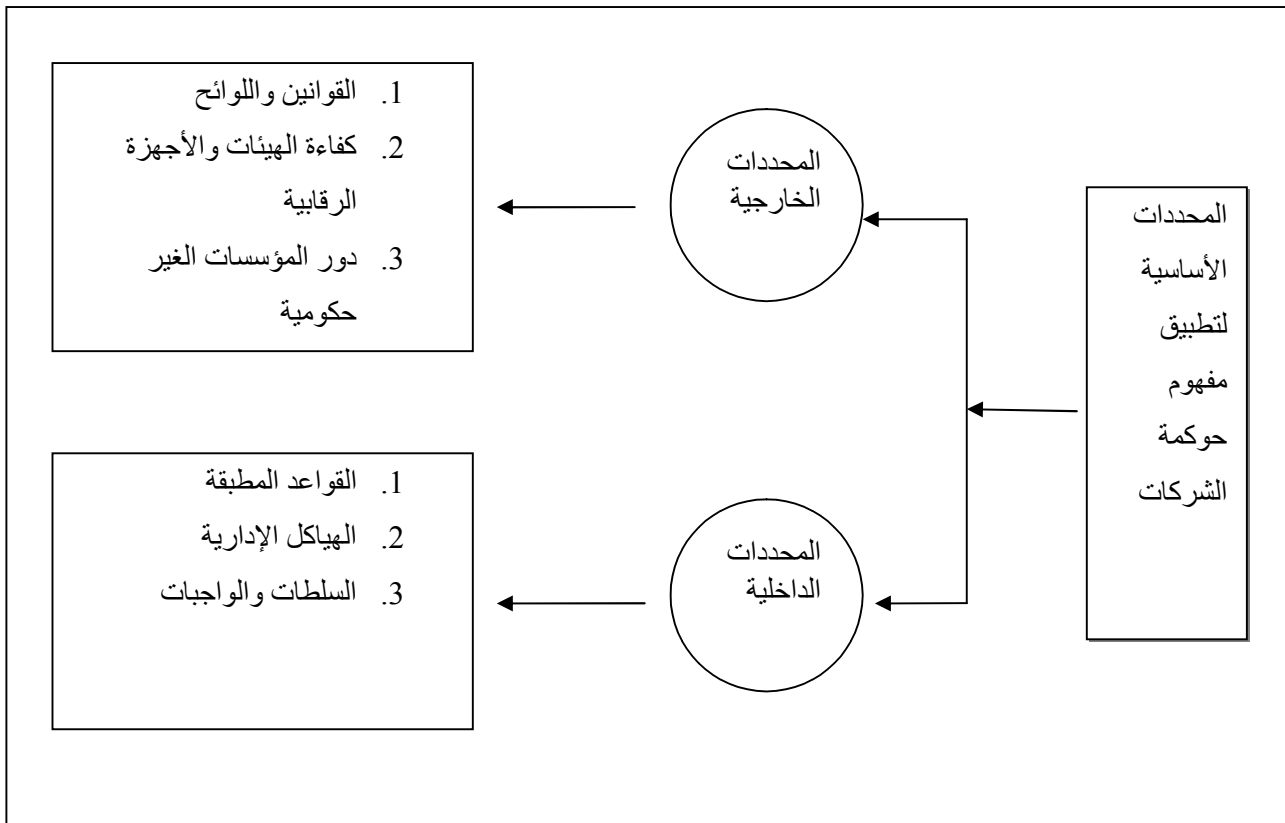 المحددات
الأساسية
لتطبيق
مفهوم
حوكمة
الشركات
المحددات
الخارجية
1. القوانين واللوائح
2. كفاءة الهيئات والأجهزة
الرقابية
3. دور المؤسسات الغير
حكومية
المحددات
الداخلية
1. القواعد المطبقة
2. الهياكل الإدارية
3. السلطات والواجبات